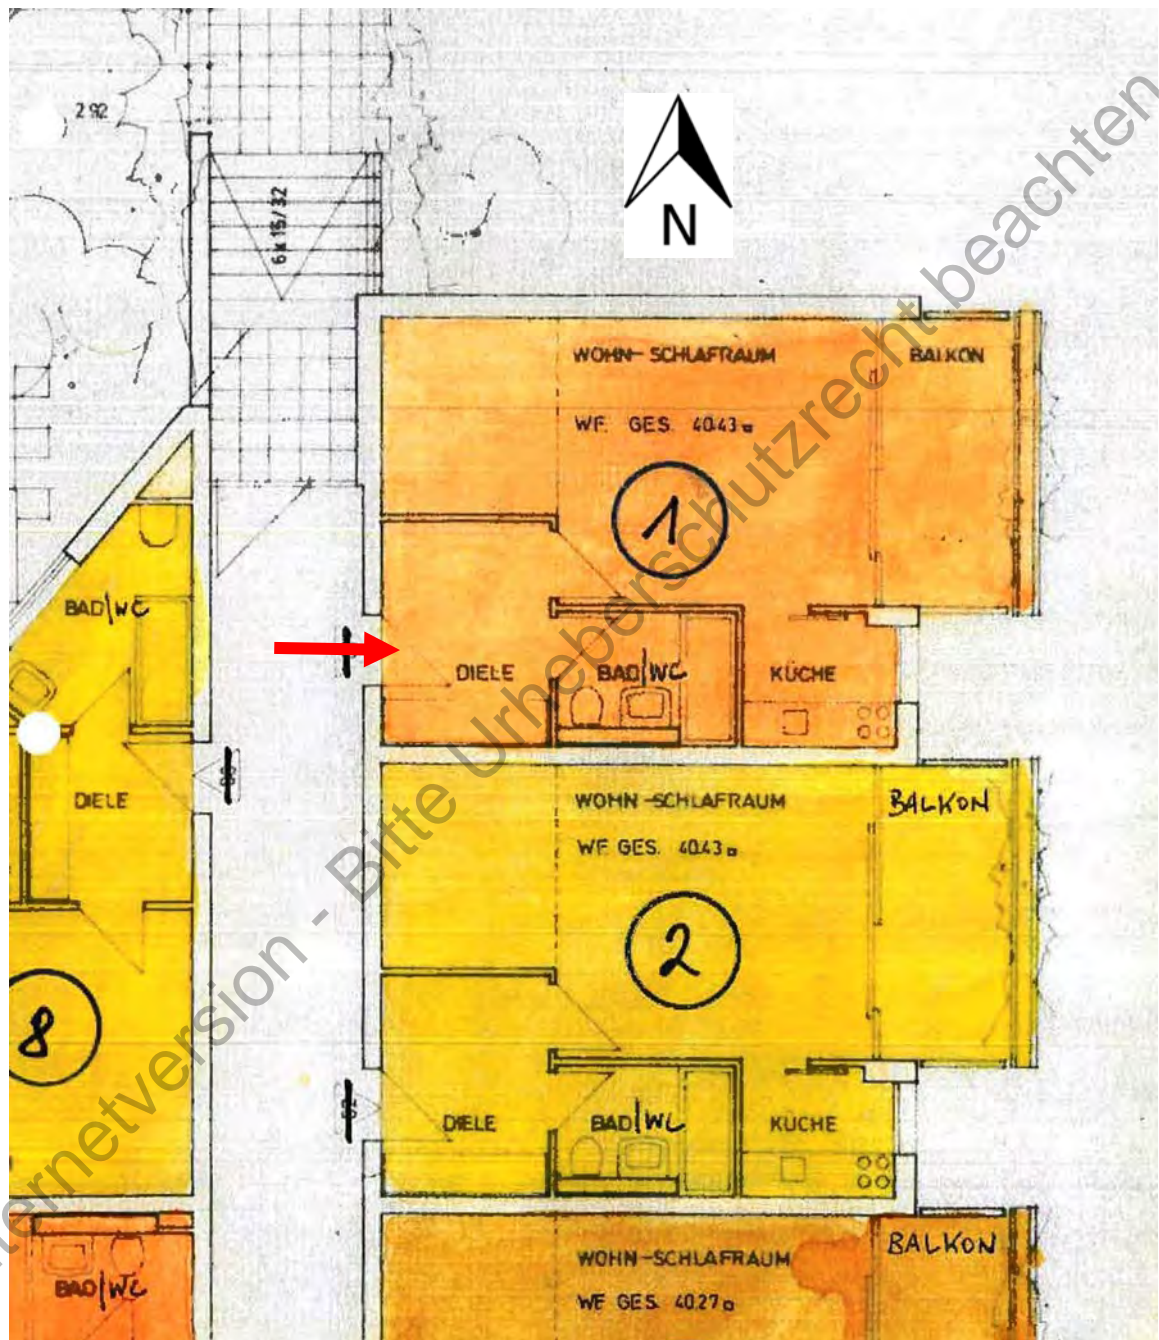 2 92
6 x 15/32
N
WOHN-SCHLAFRAUM
BALKON
WF. GES. 40.43
1
BAD/WC
DIELE
BAD/WC
KÜCHE
DIELE
WOHN-SCHLAFRAUM
BALKON
WF. GES. 40.43
2
8
DIELE
BAD/WC
KÜCHE
BAD/WC
WOHN-SCHLAFRAUM
BALKON
WF GES. 40.27
ternetversion - Bitte Urheberschutzrecht beachten